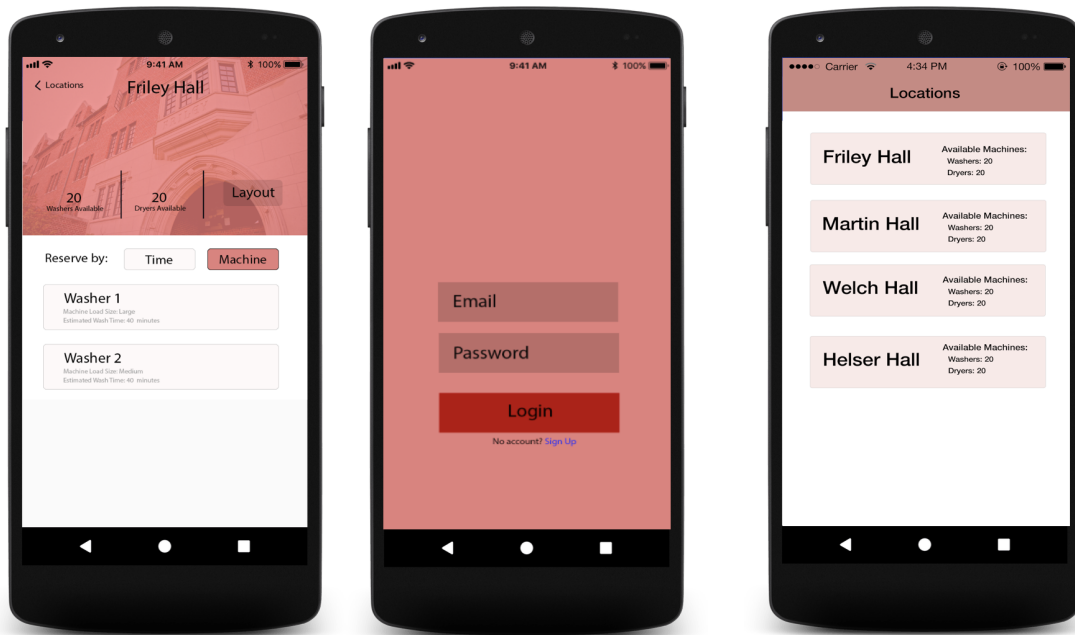 9:41 AM
100%
Locations
Friley Hall
20
Washers Available
20
Dryers Available
Layout
Reserve by:
Time
Machine
Washer 1
Machine Load Size: Large
Estimated Wash Time: 40 minutes
Washer 2
Machine Load Size: Medium
Estimated Wash Time: 40 minutes
9:41 AM
100%
Email
Password
Login
No account? Sign Up
Carrier
4:34 PM
100%
Locations
Friley Hall
Available Machines:
Washers: 20
Dryers: 20
Martin Hall
Available Machines:
Washers: 20
Dryers: 20
Welch Hall
Available Machines:
Washers: 20
Dryers: 20
Helser Hall
Available Machines:
Washers: 20
Dryers: 20